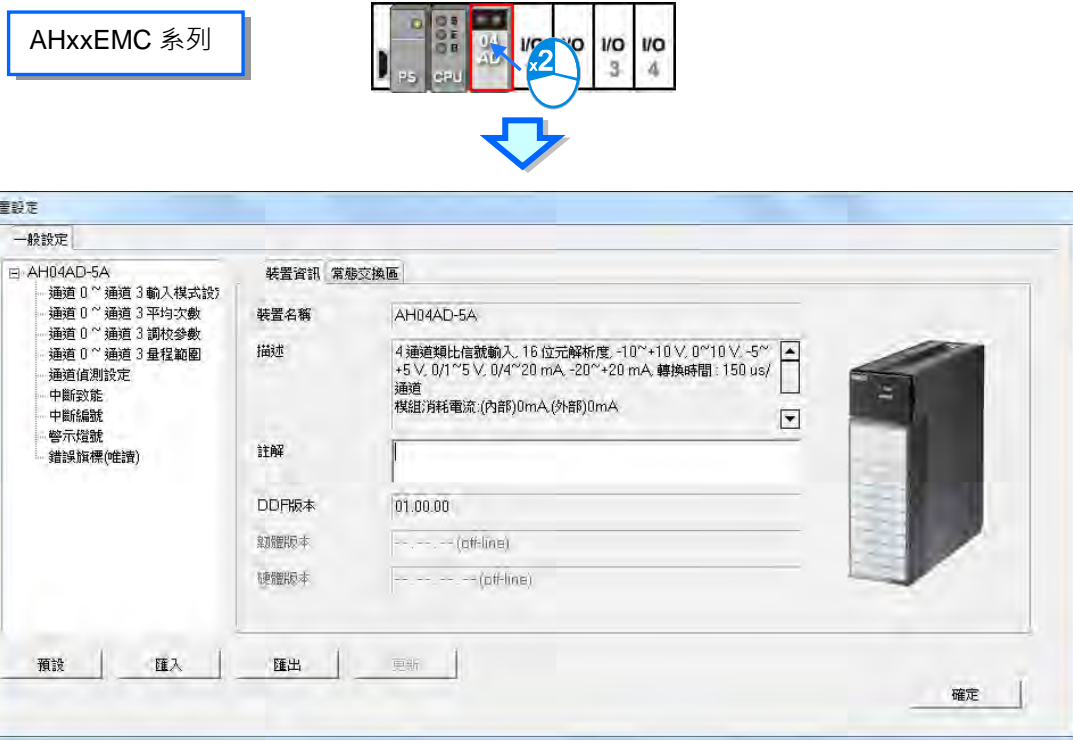 AHxxEMC 系列
S
E
B
04
AD
I/O
I/O
I/O
PS
CPU
x2
3
4
置設定
一般設定
AH04AD-5A
通道 0 ~ 通道 3 輸入模式設
通道 0 ~ 通道 3 平均次數
通道 0 ~ 通道 3 調校參數
通道 0 ~ 通道 3 量程範圍
通道偵測設定
中斷致能
中斷編號
警示燈號
錯誤旗標(唯讀)
裝置資訊 常態交換區
裝置名稱 AH04AD-5A
描述 4 通道類比信號輸入, 16 位元解析度, -10~+10 V, 0~10 V, -5~
+5 V, 0/1~5 V, 0/4~20 mA, -20~+20 mA, 轉換時間 : 150 us/
通道
模組消耗電流:(內部)0mA,(外部)0mA
註解
DDF版本 01.00.00
韌體版本 --.--.--(off-line)
硬體版本 -- -- -- --(off-line)
預設 匯入 匯出 更新
確定